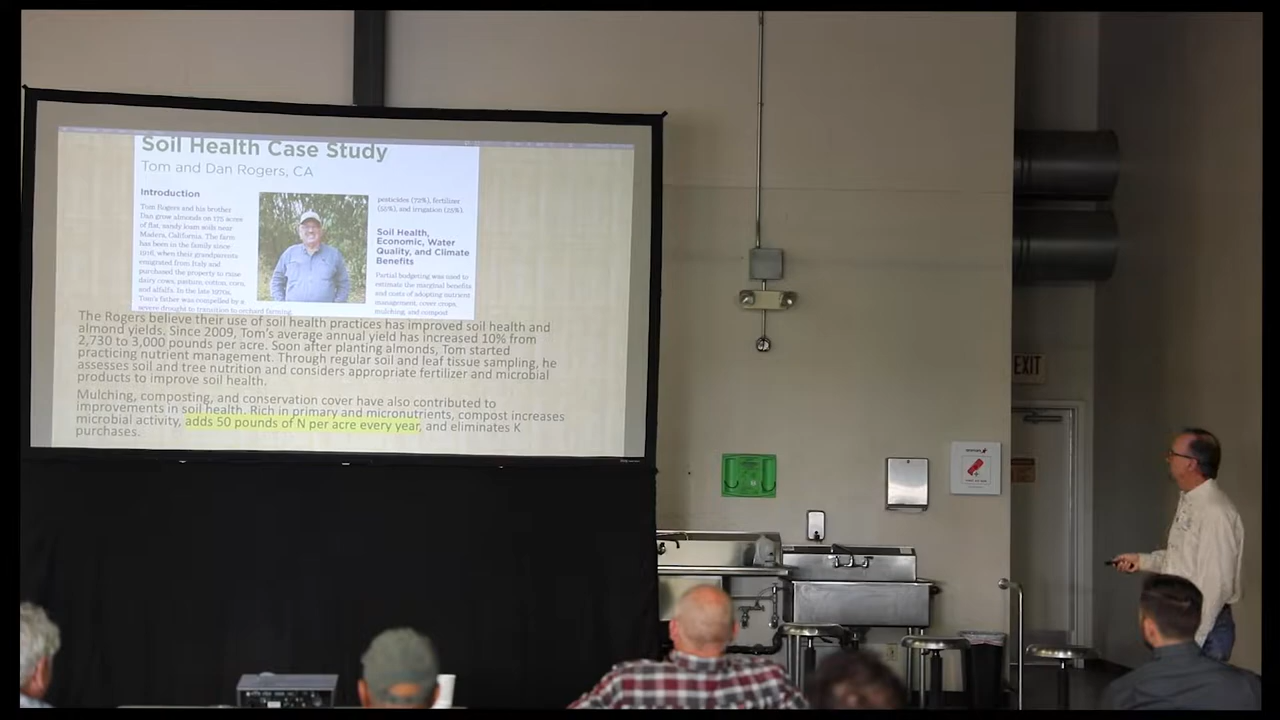 Soil Health Case Study
Tom and Dan Rogers, CA
Introduction
Tom Rogers and his brother
Dan grow almonds on 175 acres
of flat, sandy loam soils near
Madera, California. The farm
has been in the family since
1916, when their grandparents
emigrated from Italy and
purchased the property to raise
dairy cows, pasture, cotton, corn,
and alfalfa. In the late 1970s,
Tom's father was compelled by a
severe drought to transition to orchard farming.
pesticides (72%), fertilizer
(55%), and irrigation (25%).
Soil Health,
Economic, Water
Quality, and Climate
Benefits
Partial budgeting was used to
estimate the marginal benefits
and costs of adopting nutrient
management, cover crops,
mulching, and compost
The Rogers believe their use of soil health practices has improved soil health and
almond yields. Since 2009, Tom's average annual yield has increased 10% from
2,730 to 3,000 pounds per acre. Soon after planting almonds, Tom started
practicing nutrient management. Through regular soil and leaf tissue sampling, he
assesses soil and tree nutrition and considers appropriate fertilizer and microbial
products to improve soil health.
Mulching, composting, and conservation cover have also contributed to
improvements in soil health. Rich in primary and micronutrients, compost increases
microbial activity, adds 50 pounds of N per acre every year, and eliminates K
purchases.
EXIT